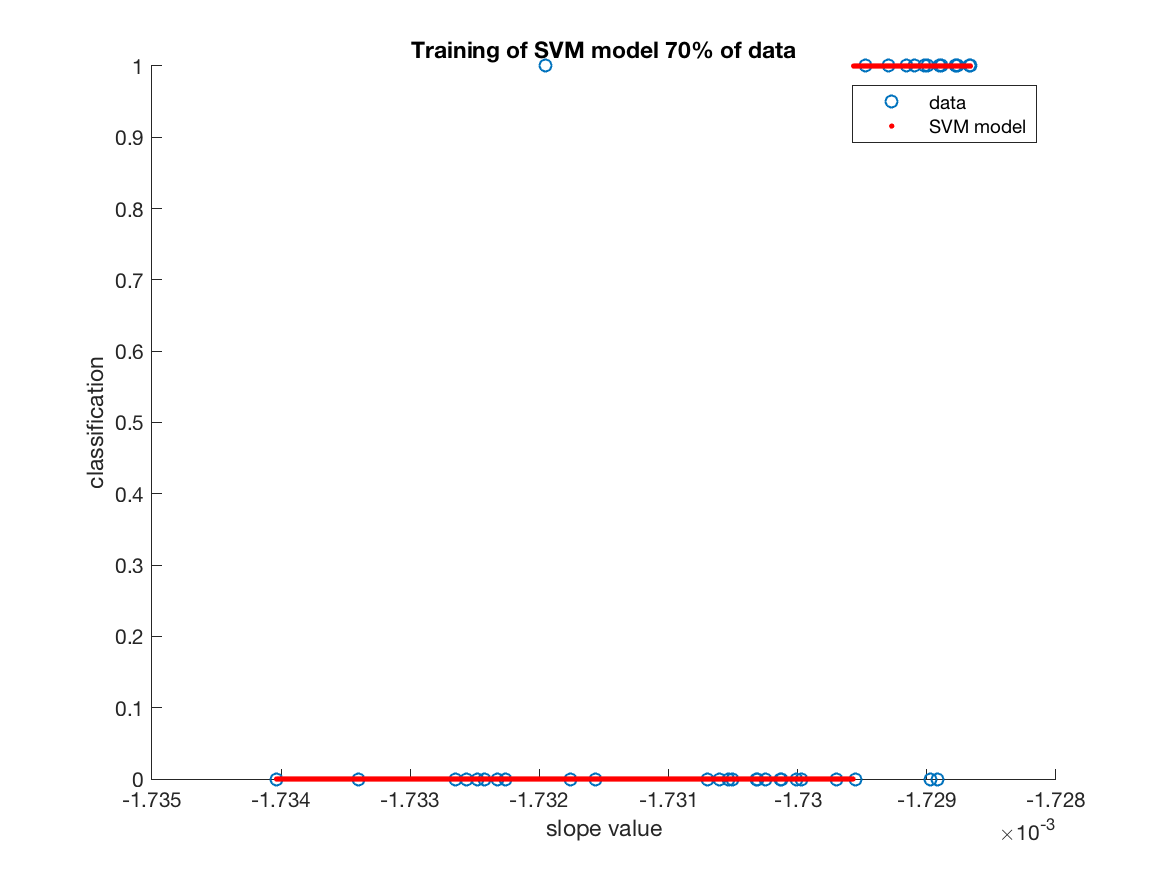 Training of SVM model 70% of data
1
data
SVM model
0.9
0.8
0.7
0.6
0.5
classification
0.4
0.3
0.2
0.1
0
-1.735 -1.734 -1.733 -1.732 -1.731 -1.73 -1.729 -1.728
slope value
×10-3